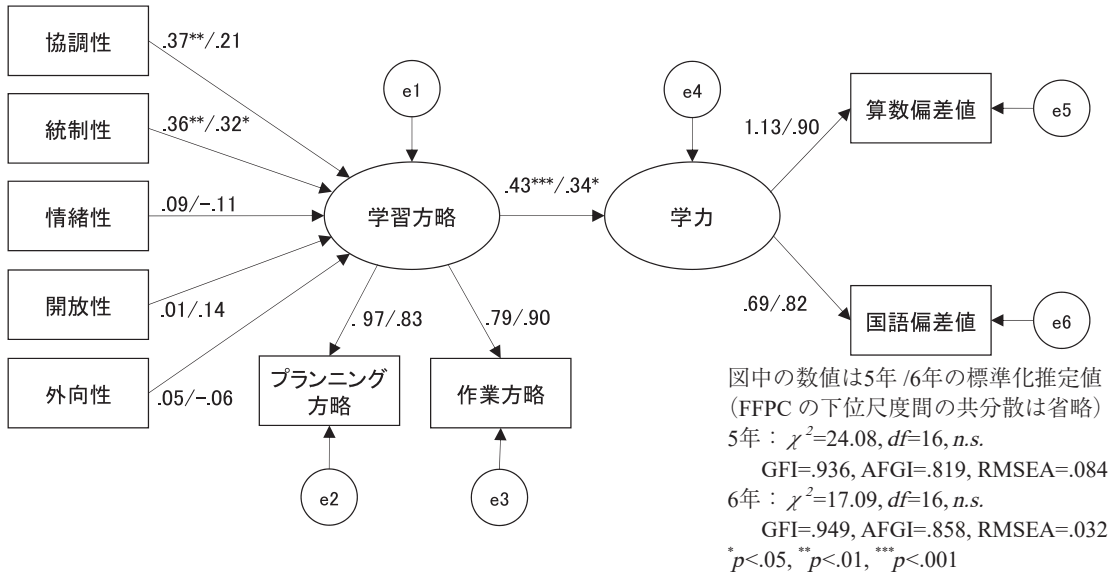 協調性
.37**/.21
統制性
.36**/.32*
情緒性
.09/-.11
開放性
.01/.14
外向性
.05/-.06
e1
学習方略
.43***/.34*
. 97/.83
.79/.90
プランニング
方略
作業方略
e2
e3
e4
学力
1.13/.90
算数偏差値
e5
.69/.82
国語偏差値
e6
図中の数値は5年 /6年の標準化推定値
(FFPC の下位尺度間の共分散は省略)
5年： χ²=24.08, df=16, n.s.
GFI=.936, AFGI=.819, RMSEA=.084
6年： χ²=17.09, df=16, n.s.
GFI=.949, AFGI=.858, RMSEA=.032
*p<.05, **p<.01, ***p<.001